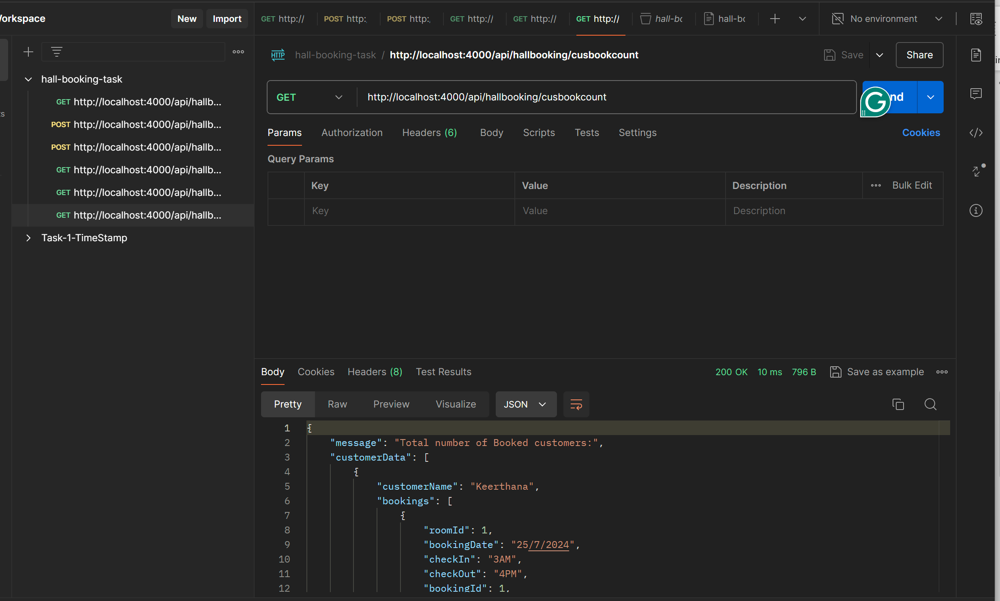 orkspace
New Import
GET http:// POST http: POST http: GET http:// GET http:// GET http:// hall-bo hall-bo No environment
hall-booking-task / http://localhost:4000/api/hallbooking/cusbookcount Save Share
hall-booking-task
GET http://localhost:4000/api/hallb...
POST http://localhost:4000/api/hallb...
POST http://localhost:4000/api/hallb...
GET http://localhost:4000/api/hallb...
GET http://localhost:4000/api/hallb...
GET http://localhost:4000/api/hallb...
Task-1-TimeStamp
GET http://localhost:4000/api/hallbooking/cusbookcount nd
Params Authorization Headers (6) Body Scripts Tests Settings Cookies
Query Params
Key Value Description Bulk Edit
Key Value Description
Body Cookies Headers (8) Test Results 200 OK 10 ms 796 B Save as example
Pretty Raw Preview Visualize JSON
1 {
2 "message": "Total number of Booked customers:",
3 "customerData": [
4 {
5 "customerName": "Keerthana",
6 "bookings": [
7 {
8 "roomId": 1,
9 "bookingDate": "25/7/2024",
10 "checkIn": "3AM",
11 "checkOut": "4PM",
12 "bookingId": 1,